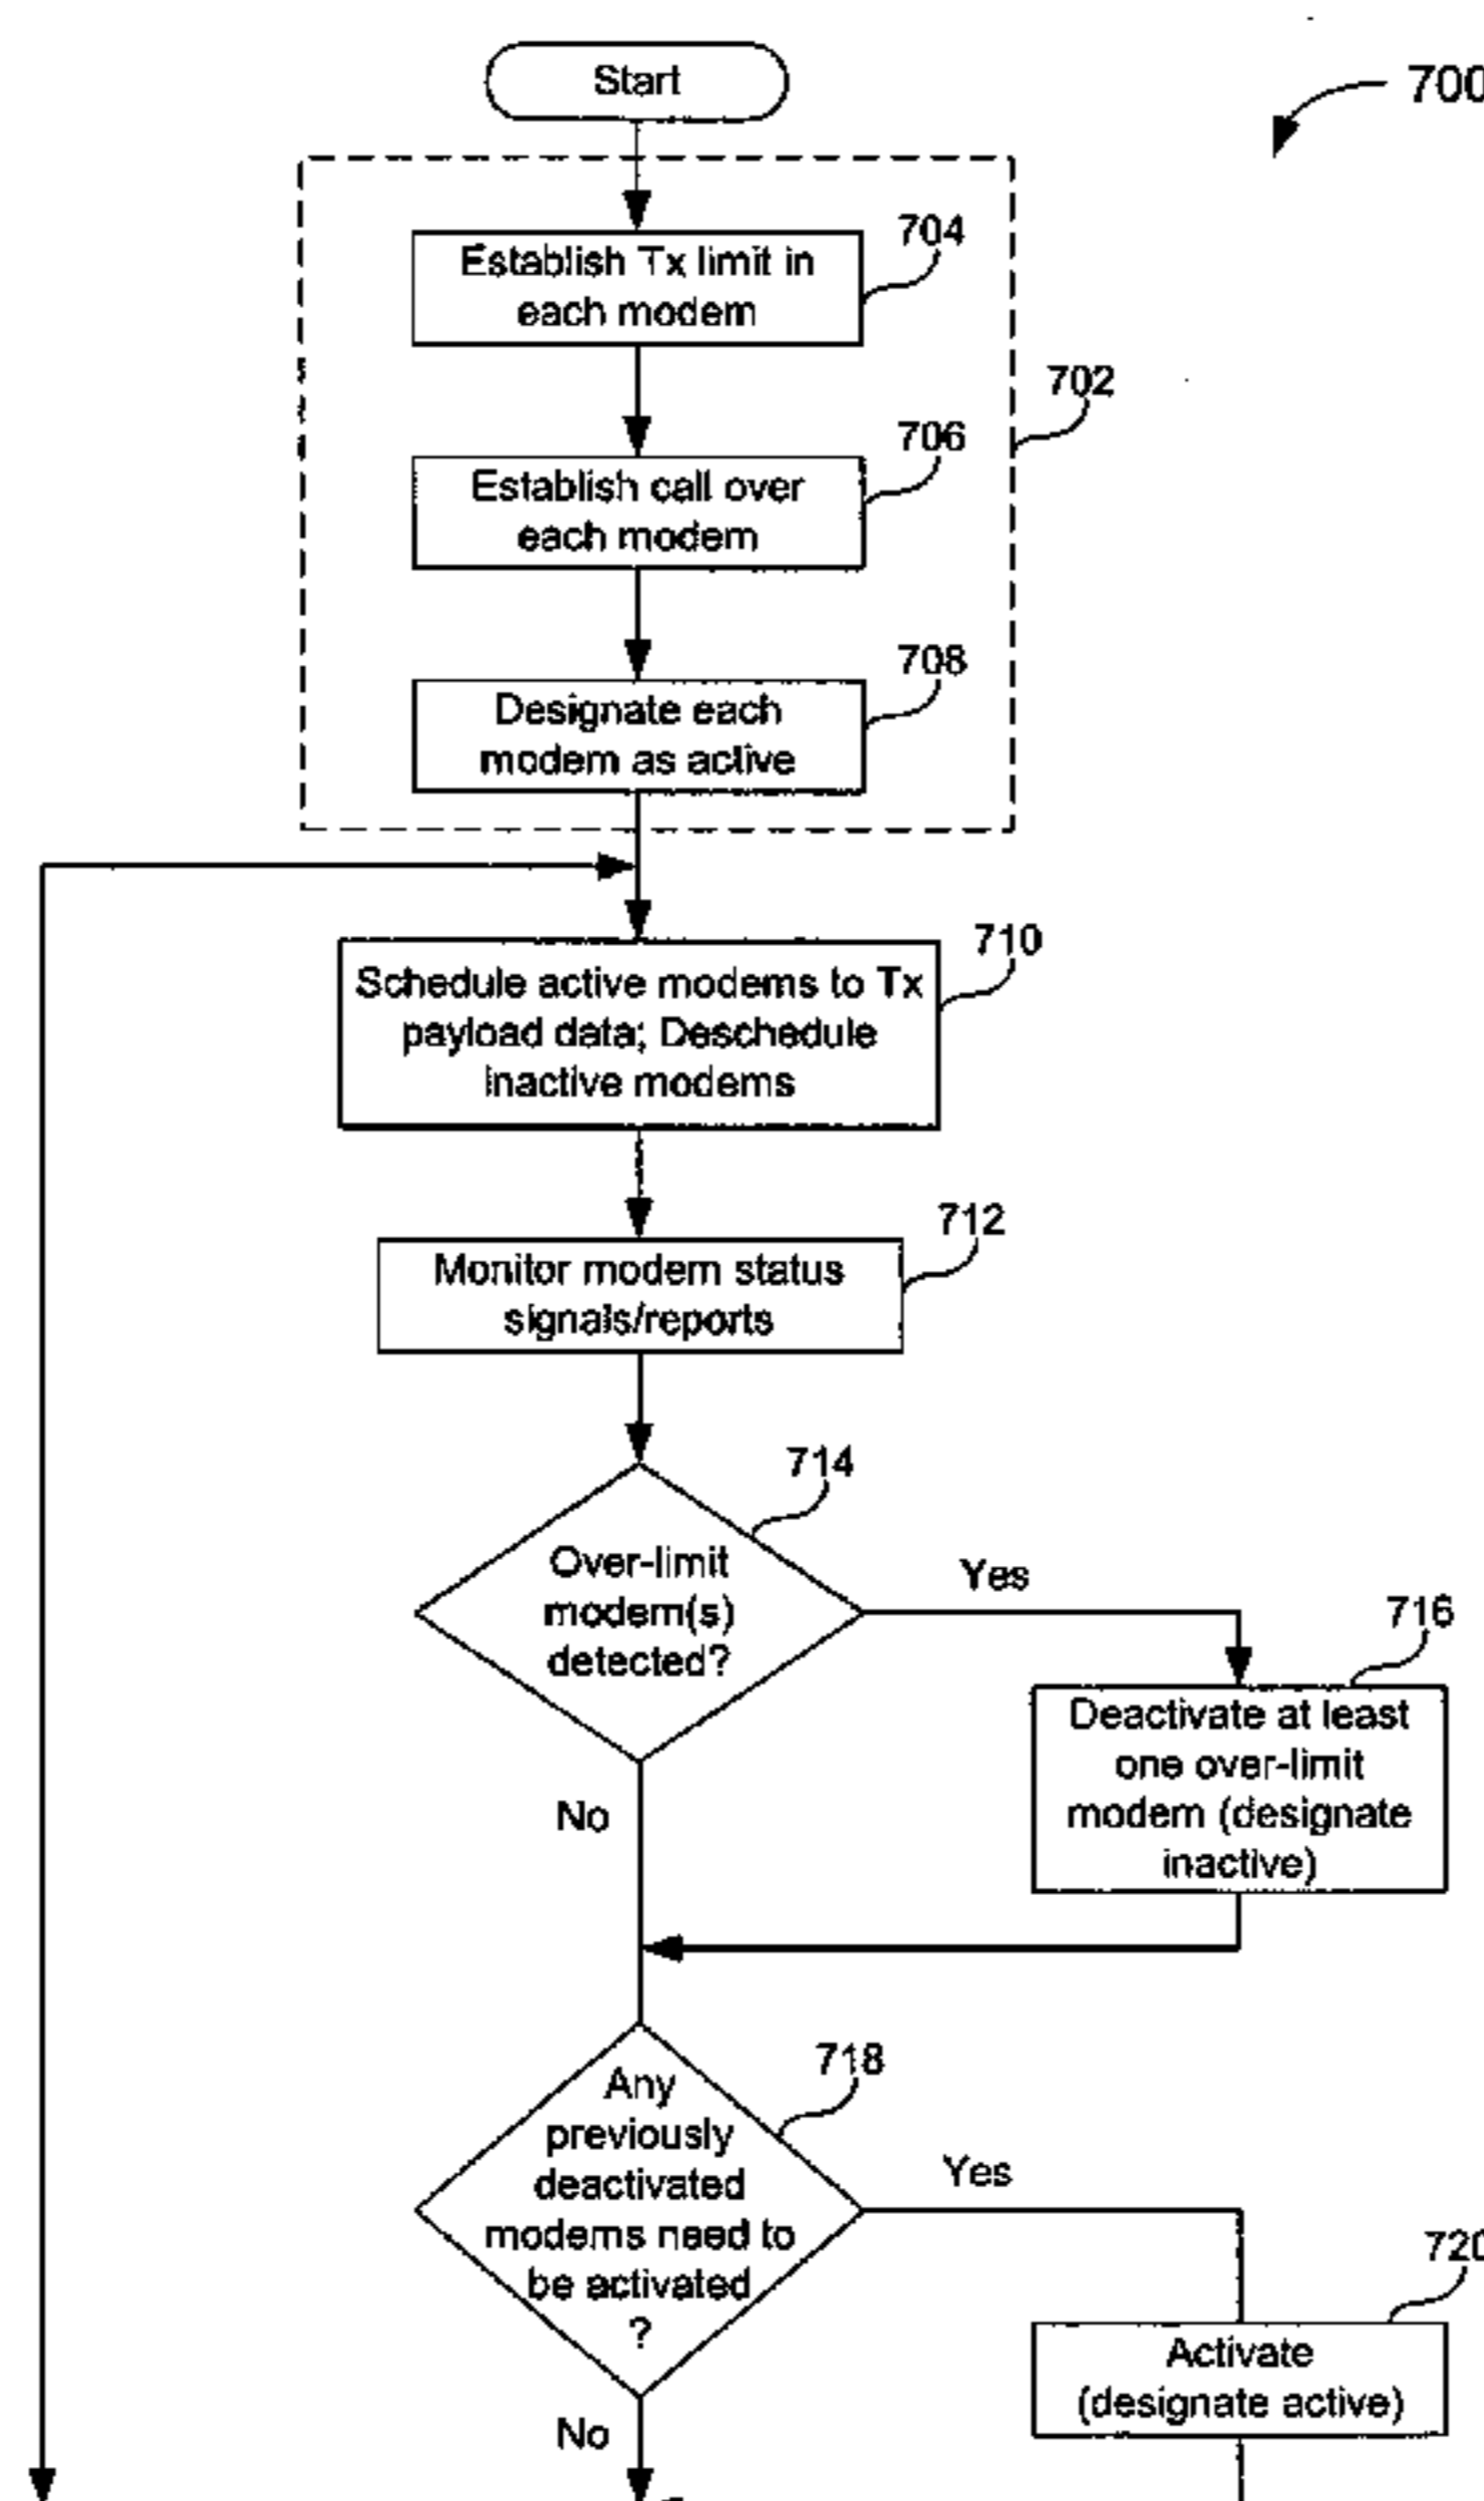 Start
700
704
Establish Tx limit in
each modem
702
706
Establish call over
each modem
708
Designate each
modem as active
710
Schedule active modems to Tx
payload data; Deschedule
inactive modems
712
Monitor modem status
signals/reports
714
Over-limit
modem(s)
detected?
Yes
716
Deactivate at least
one over-limit
modem (designate
inactive)
No
718
Any
previously
deactivated
modems need to
be activated
?
Yes
720
Activate
(designate active)
No